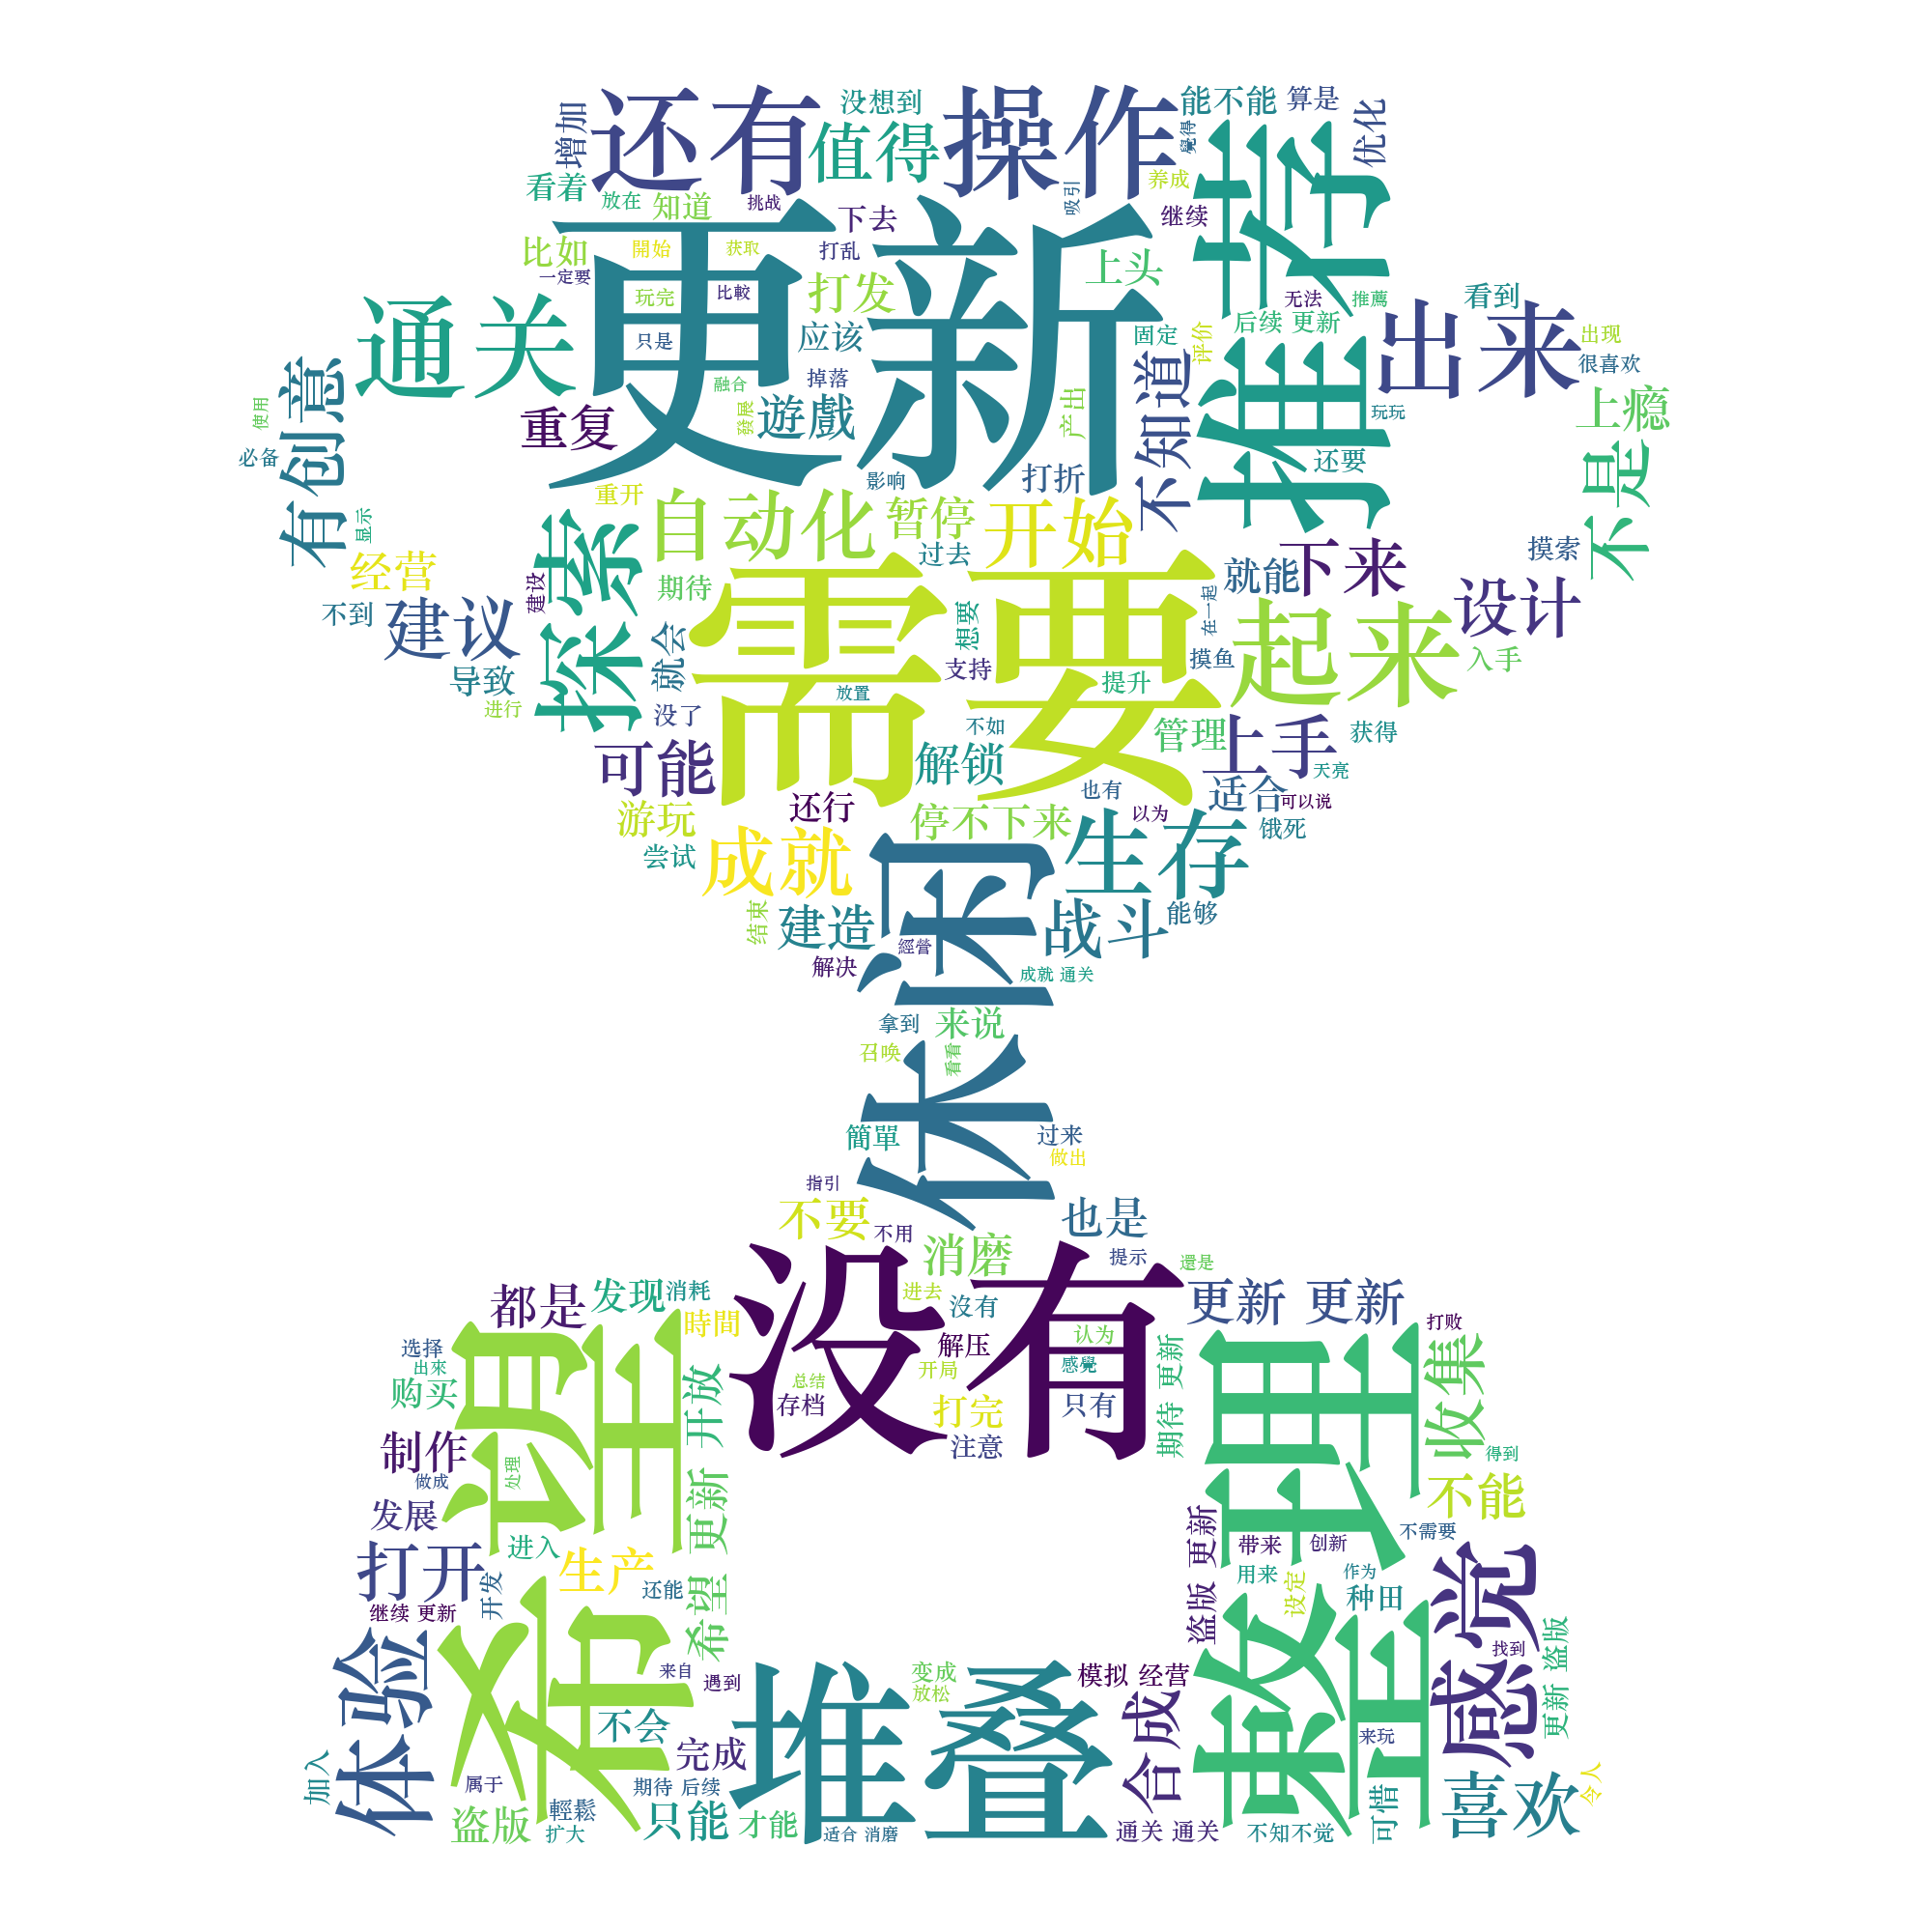 增加
还有
没想到
值得
操作
能不能
算是
优化
覺得
看着
放在
知道
挑战
下去
吸引
养成
继续
推荐
更新
比如
一定要
開始
获取
打乱
玩完
比較
打发
上头
只是
应该
固定
后续 更新
无法
推薦
看到
通关
出来
出现
很喜欢
评价
融合
掉落
重复
發展
遊戲
产出
不知道
玩玩
上瘾
有创意
使用
必备
显示
影响
打折
还要
不是
重开
自动化
暂停
开始
探索
过去
下来
就能
摸索
经营
期待
建设
需要
想要
在一起
设计
不到
建议
就会
起来
导致
支持
摸鱼
入手
进行
没了
放置
提升
不如
管理
上手
获得
可能
解锁
天亮
还行
也有
适合
可以说
游玩
停不下来
以为
饿死
尝试
成就
生存
休闲
结束
建造
战斗
能够
經營
解决
成就 通关
拿到
来说
召唤
看看
簡單
过来
做出
指引
不要
不用
也是
消磨
提示
還是
没有
都是
发现
消耗
時間
进去
沒有
更新 更新
打败
选择
出來
解压
认为
感覺
期待 更新
整理
收集
购买
希望
开放
总结
开局
存档
打完
只有
制作
注意
得到
做成
处理
不能
发展
希望 更新
盗版 更新
不需要
进入
带来
创新
打开
生产
用来
作为
开发
还能
设定
种田
感觉
继续 更新
体验
找到
更新 盗版
来自
遇到
变成
放松
模拟 经营
堆叠
合成
不会
来玩
完成
加入
属于
期待 后续
可惜
喜欢
令人
盗版
輕鬆
扩大
只能
才能
适合 消磨
通关 通关
不知不觉